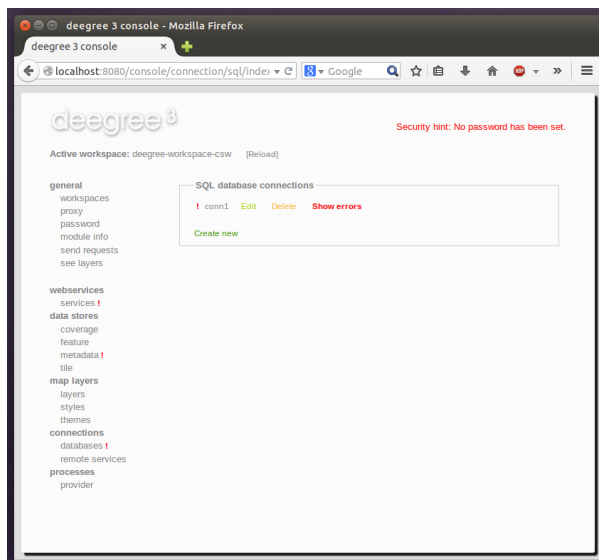 deegree 3 console - Mozilla Firefox
deegree 3 console
localhost:8080/console/connection/sql/inde
Google
ABP
deegree 3
Security hint: No password has been set.
Active workspace: deegree-workspace-csw [Reload]
general
workspaces
proxy
password
module info
send requests
see layers
SQL database connections
! conn1 Edit Delete Show errors
Create new
webservices
services !
data stores
coverage
feature
metadata !
tile
map layers
layers
styles
themes
connections
databases !
remote services
processes
provider